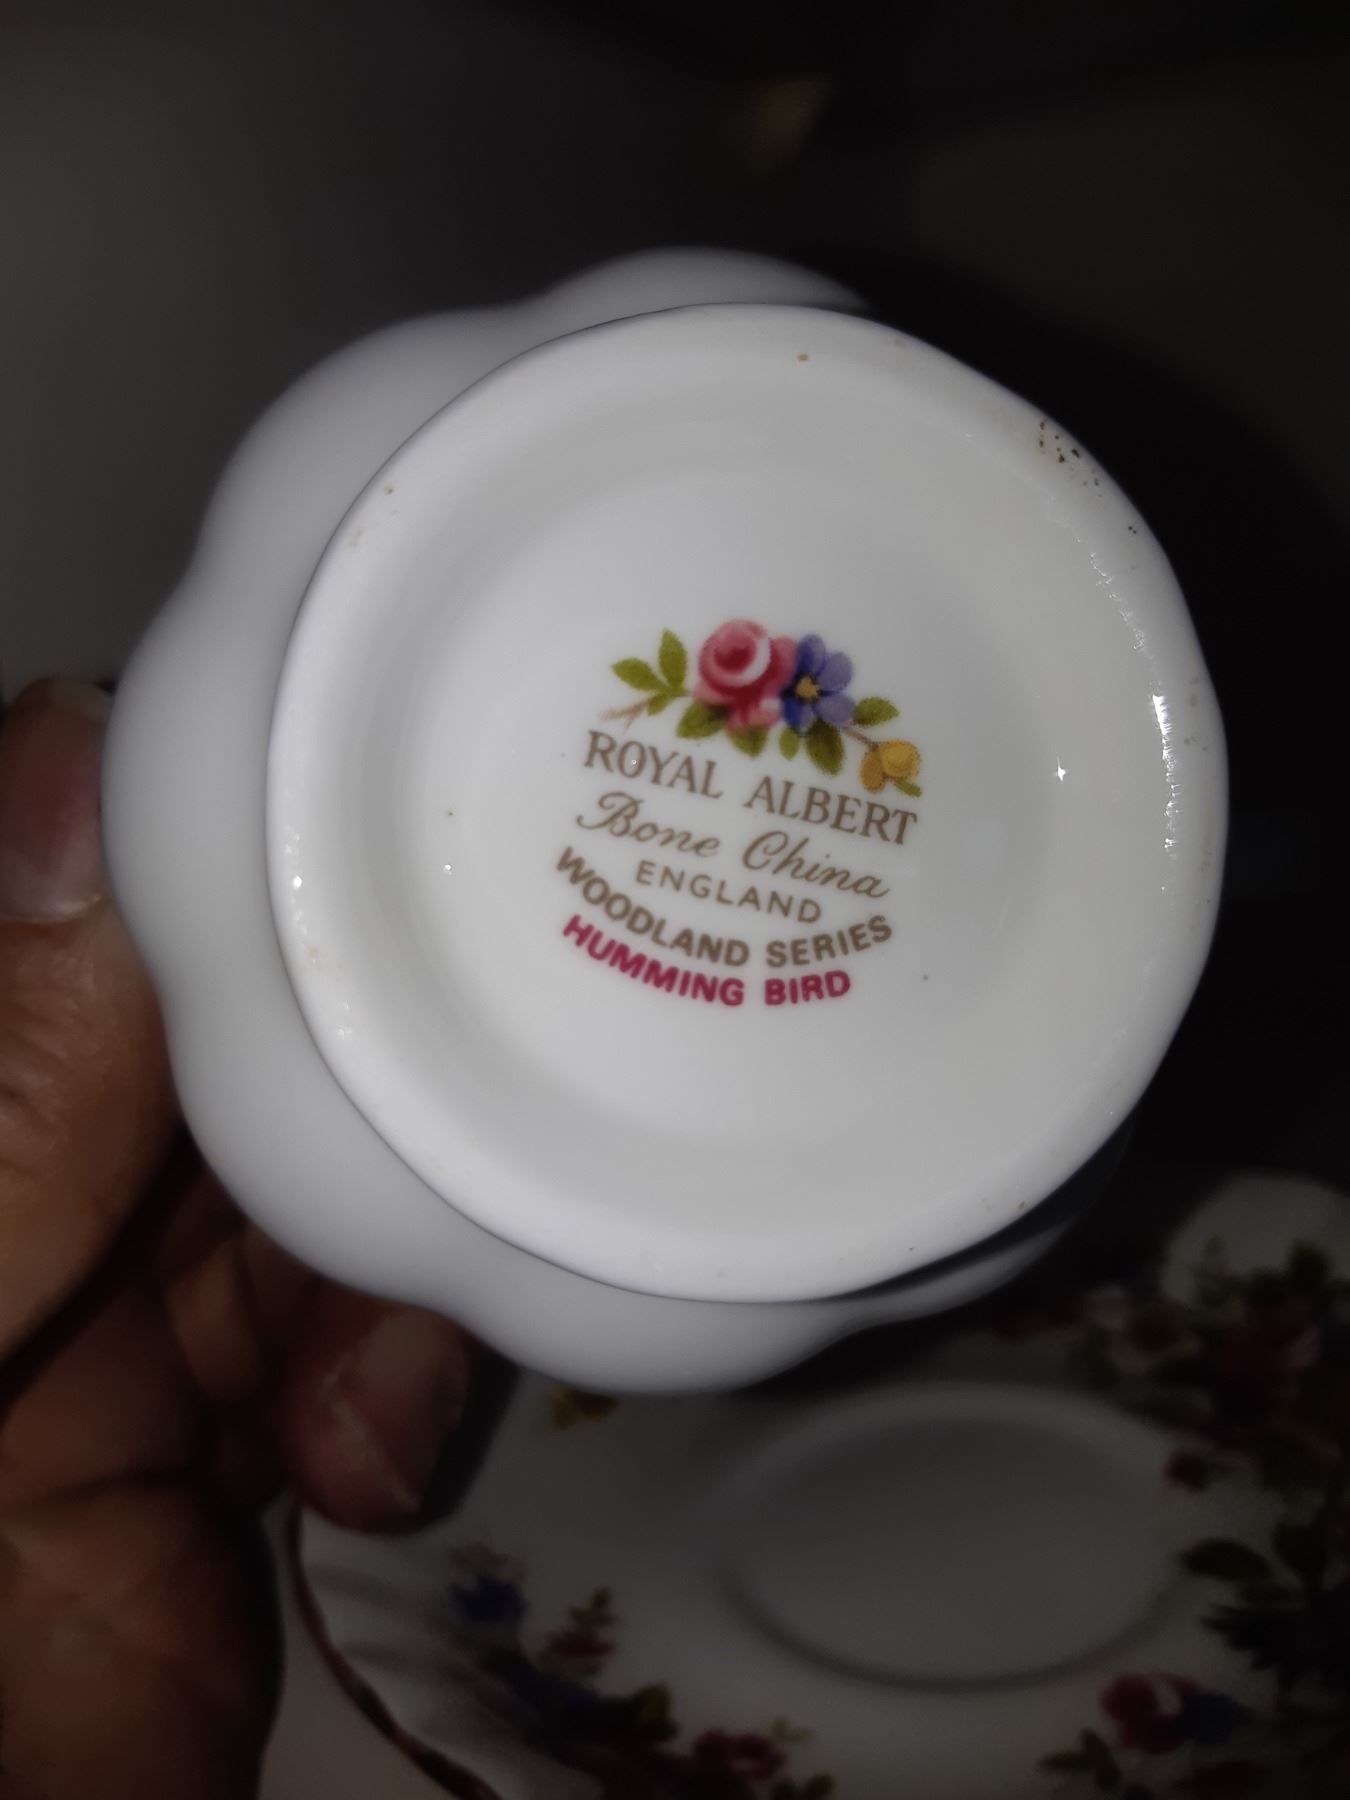 ROYAL ALBERT
Bone China
ENGLAND
WOODLAND SERIES
HUMMING BIRD